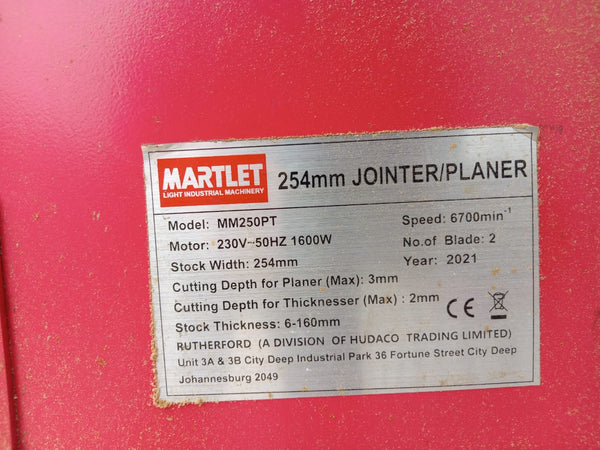 MARTLET
LIGHT INDUSTRIAL MACHINERY
254mm JOINTER/PLANER
Model: MM250PT
Speed: 6700min⁻¹
Motor: 230V~50HZ 1600W
No.of Blade: 2
Stock Width: 254mm
Year: 2021
Cutting Depth for Planer (Max): 3mm
Cutting Depth for Thicknesser (Max) : 2mm
Stock Thickness: 6-160mm
CE
RUTHERFORD (A DIVISION OF HUDACO TRADING LIMITED)
Unit 3A & 3B City Deep Industrial Park 36 Fortune Street City Deep
Johannesburg 2049